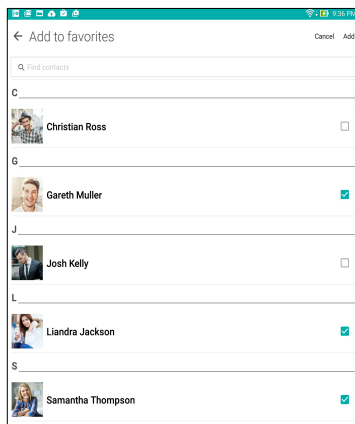 9:36 PM
Add to favorites
Cancel Add
Find contacts
C
Christian Ross
G
Gareth Muller
J
Josh Kelly
L
Liandra Jackson
S
Samantha Thompson